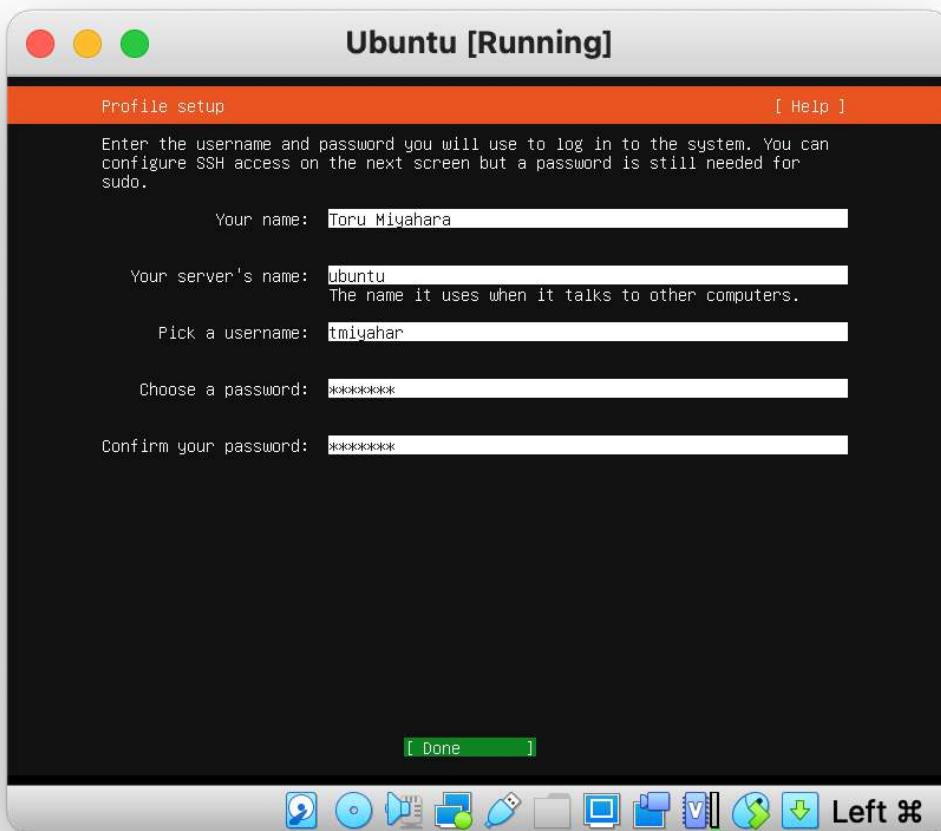 Ubuntu [Running]
Profile setup [ Help ]
Enter the username and password you will use to log in to the system. You can
configure SSH access on the next screen but a password is still needed for
sudo.
Your name: Toru Miyahara
Your server's name: ubuntu
The name it uses when it talks to other computers.
Pick a username: tmiyahar
Choose a password: *******
Confirm your password: *******
[ Done ]
Left ⌘